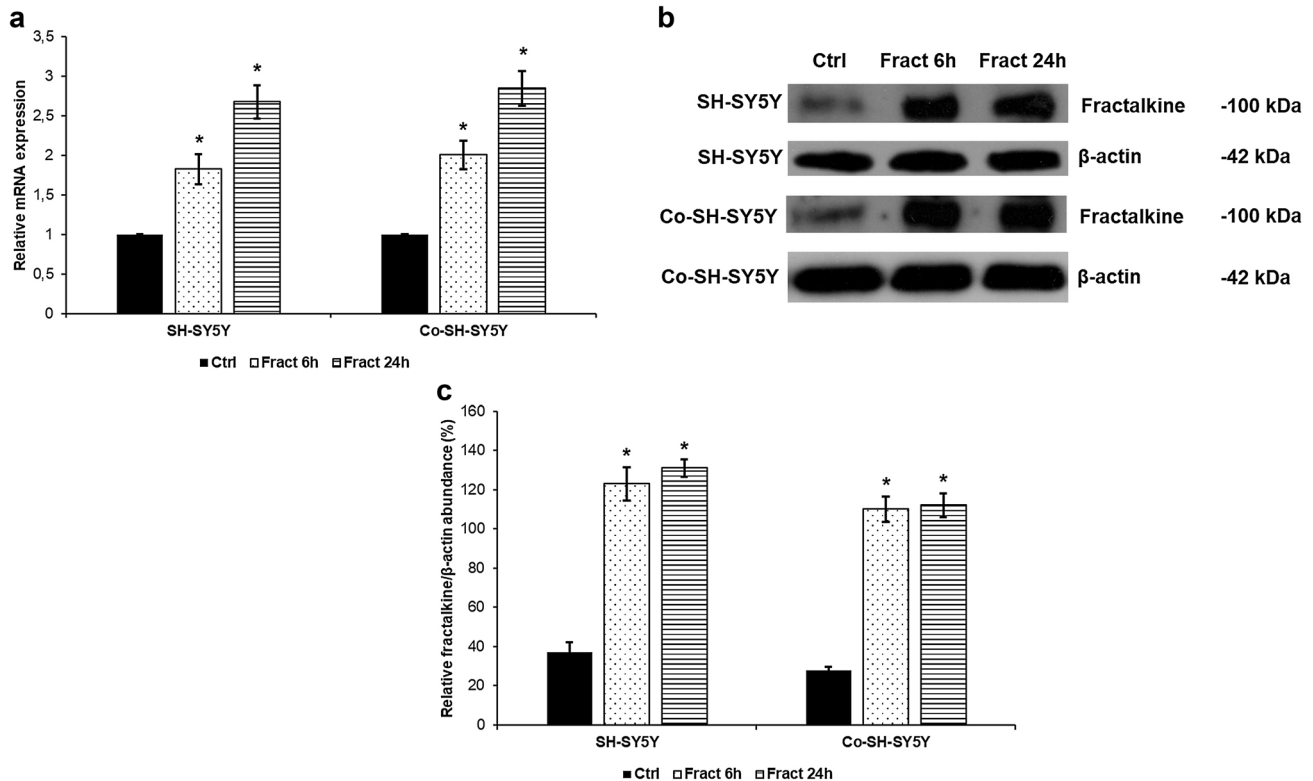 a
Relative mRNA expression
3,5
3
2,5
2
1,5
1
0,5
0
* * * *
SH-SY5Y Co-SH-SY5Y
Ctrl Fract 6h Fract 24h
b
Ctrl Fract 6h Fract 24h
SH-SY5Y Fractalkine -100 kDa
SH-SY5Y β-actin -42 kDa
Co-SH-SY5Y Fractalkine -100 kDa
Co-SH-SY5Y β-actin -42 kDa
c
Relative fractalkine/β-actin abundance (%)
160
140
120
100
80
60
40
20
0
* * * *
SH-SY5Y Co-SH-SY5Y
Ctrl Fract 6h Fract 24h